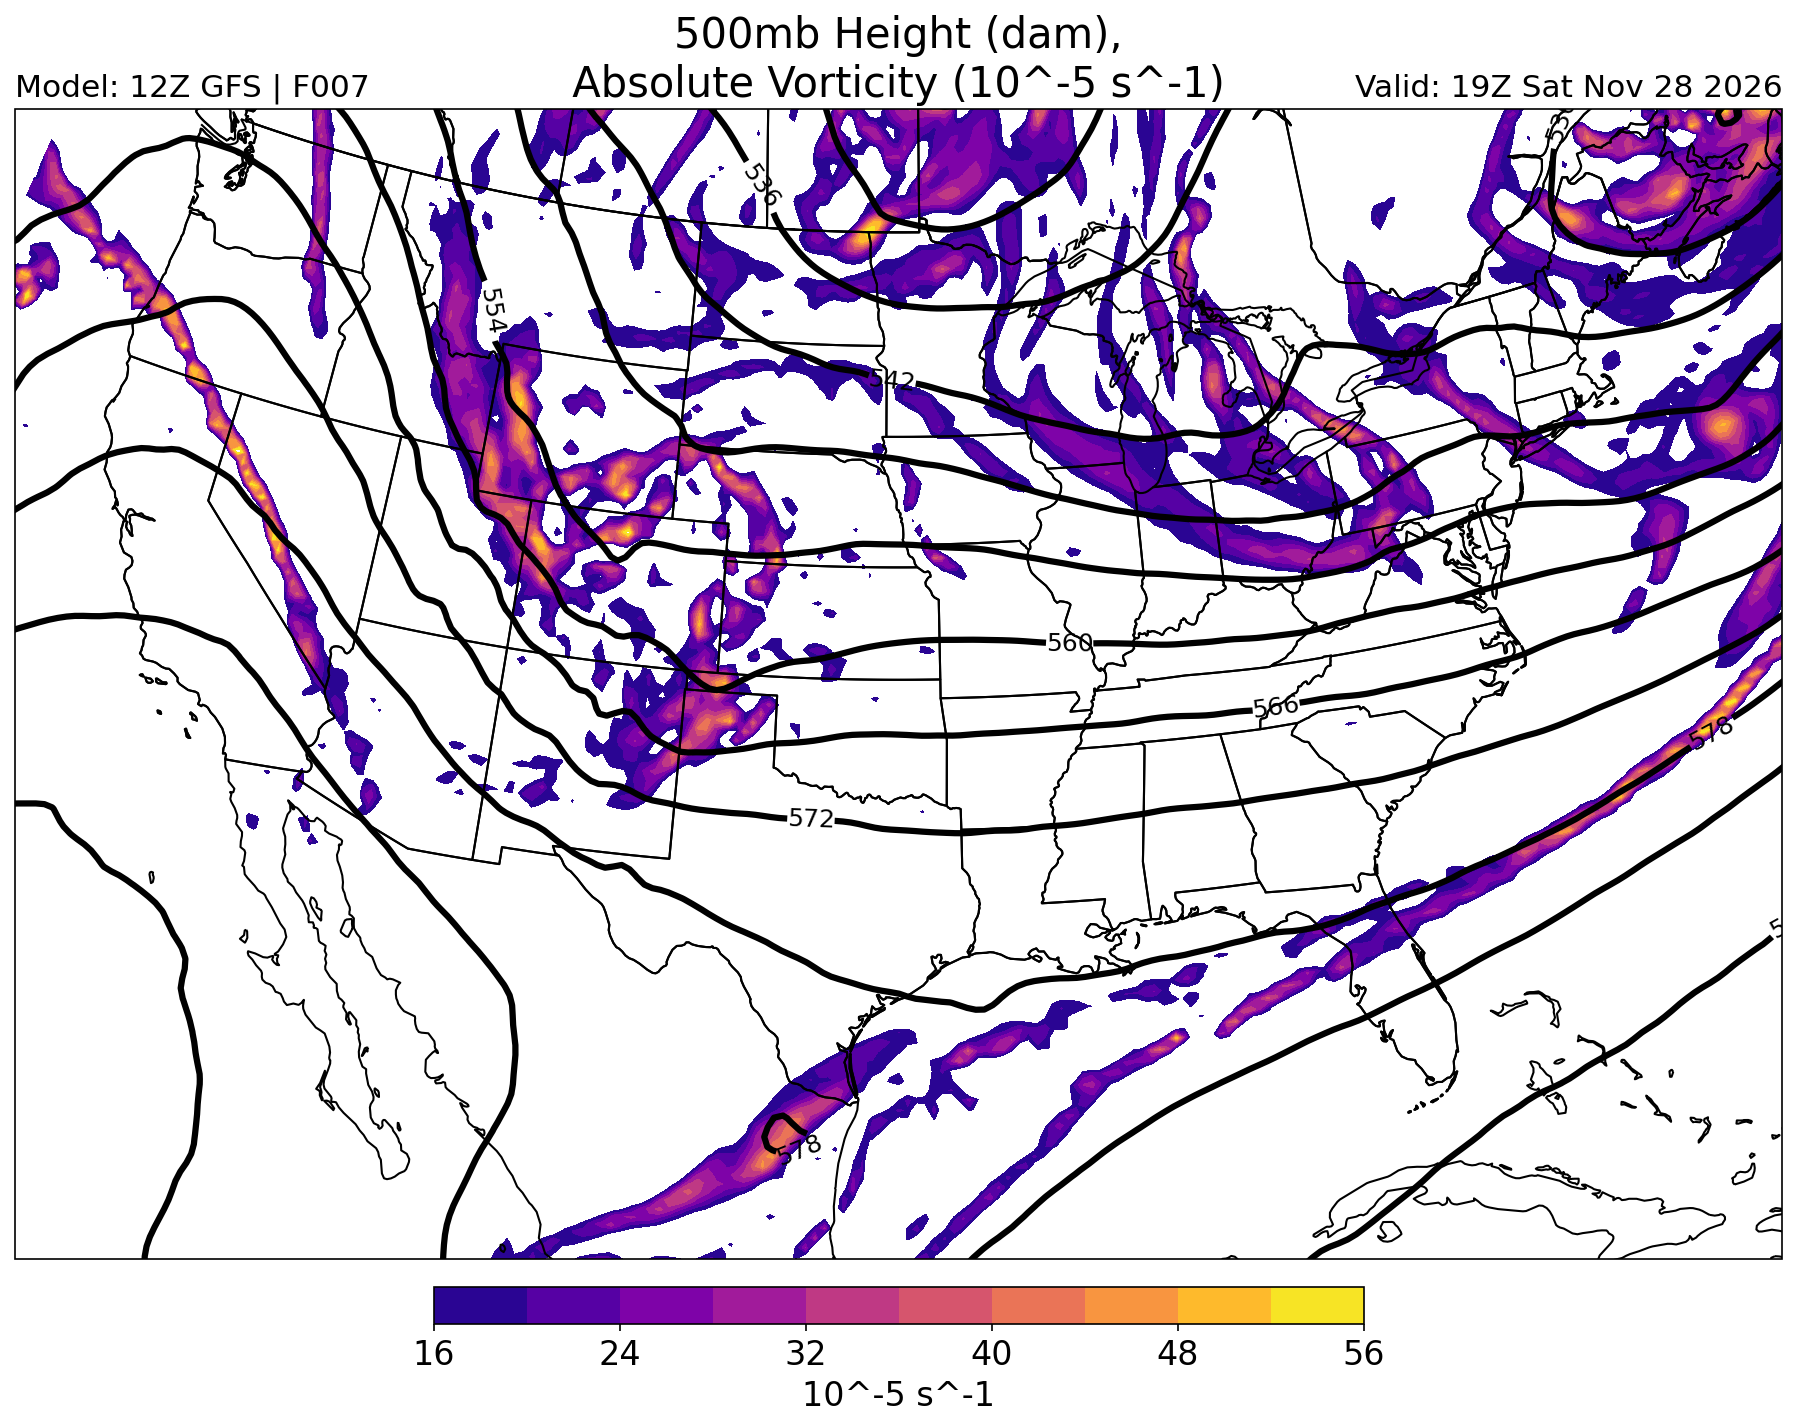 500mb Height (dam),
Absolute Vorticity (10^-5 s^-1)
Model: 12Z GFS | F007
Valid: 19Z Sat Nov 28 2026
536
554
542
560
566
578
572
578
16 24 32 40 48 56
10^-5 s^-1